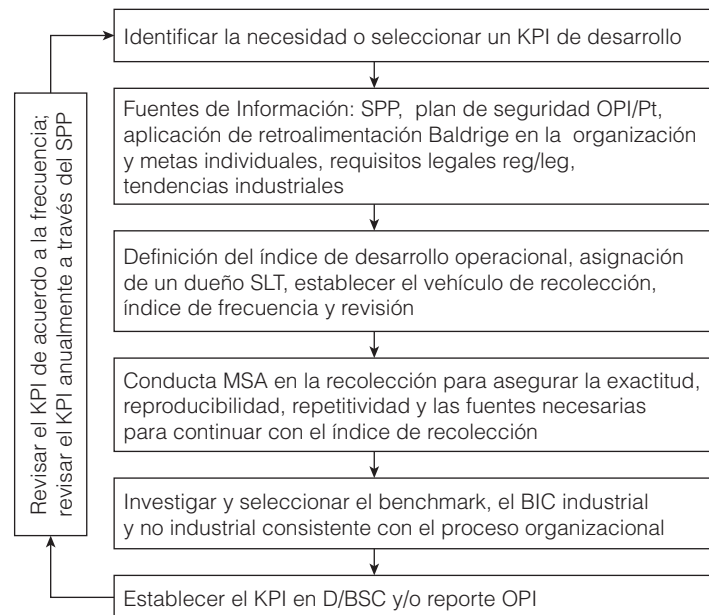 Identificar la necesidad o seleccionar un KPI de desarrollo
Fuentes de Información: SPP, plan de seguridad OPI/Pt,
aplicación de retroalimentación Baldrige en la organización
y metas individuales, requisitos legales reg/leg,
tendencias industriales
Definición del índice de desarrollo operacional, asignación
de un dueño SLT, establecer el vehículo de recolección,
índice de frecuencia y revisión
Conducta MSA en la recolección para asegurar la exactitud,
reproducibilidad, repetitividad y las fuentes necesarias
para continuar con el índice de recolección
Investigar y seleccionar el benchmark, el BIC industrial
y no industrial consistente con el proceso organizacional
Establecer el KPI en D/BSC y/o reporte OPI
Revisar el KPI de acuerdo a la frecuencia;
revisar el KPI anualmente a través del SPP